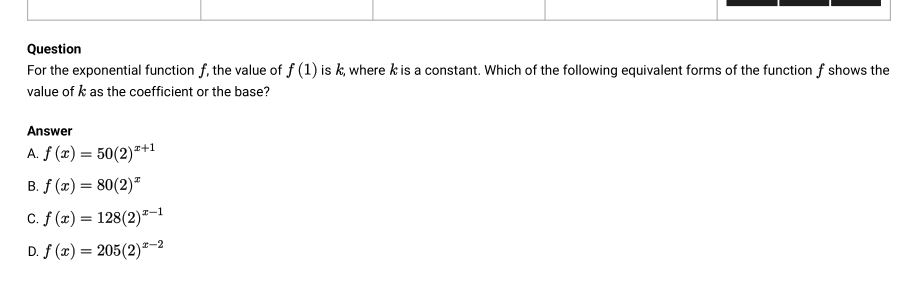 Question
For the exponential function f, the value of f (1) is k, where k is a constant. Which of the following equivalent forms of the function f shows the
value of k as the coefficient or the base?
Answer
A. f (x) = 50(2)^{x+1}
B. f (x) = 80(2)^{x}
C. f (x) = 128(2)^{x−1}
D. f (x) = 205(2)^{x−2}